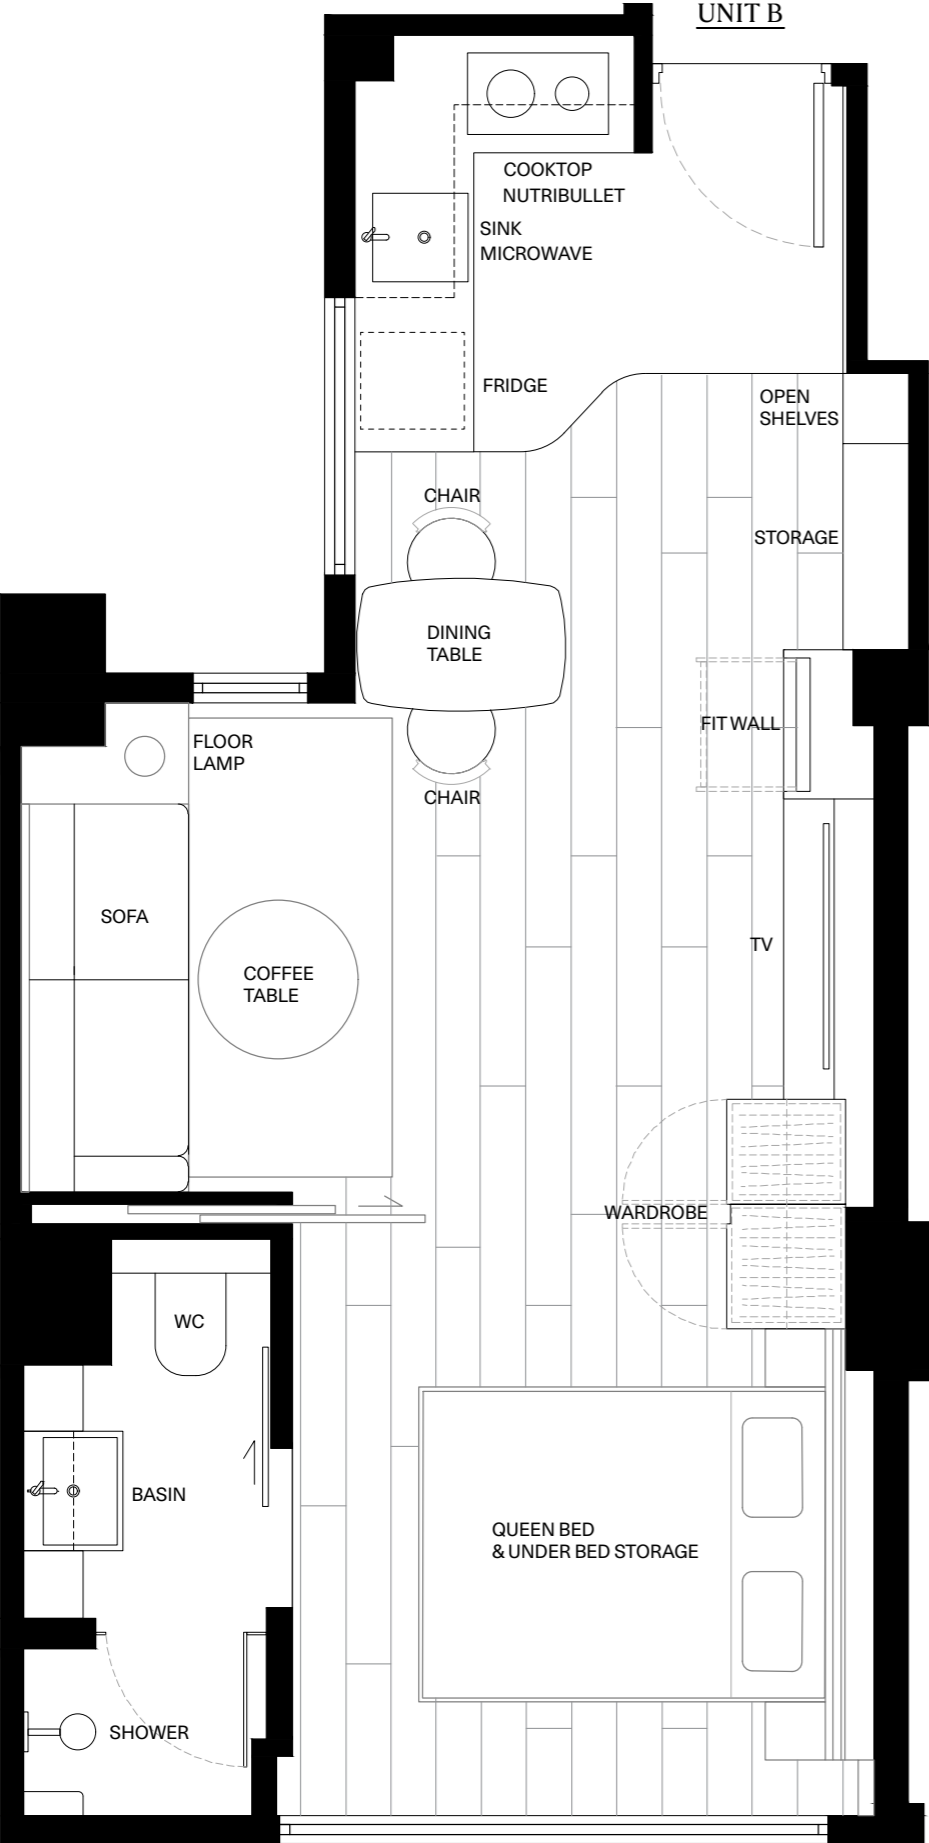 UNIT B
COOKTOP
NUTRIBULLET
SINK
MICROWAVE
FRIDGE
OPEN
SHELVES
CHAIR
STORAGE
DINING
TABLE
FIT WALL
FLOOR
LAMP
CHAIR
SOFA
TV
COFFEE
TABLE
WARDROBE
WC
BASIN
QUEEN BED
& UNDER BED STORAGE
SHOWER